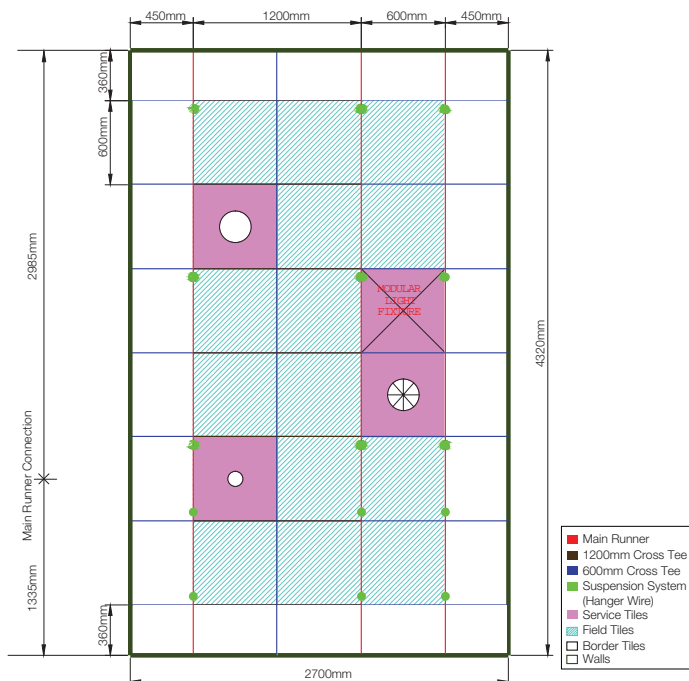 450mm 1200mm 600mm 450mm
360mm
600mm
2985mm
4320mm
MODULAR
LIGHT
FIXTURE
Main Runner Connection
1335mm
360mm
2700mm
Main Runner
1200mm Cross Tee
600mm Cross Tee
Suspension System
(Hanger Wire)
Service Tiles
Field Tiles
Border Tiles
Walls